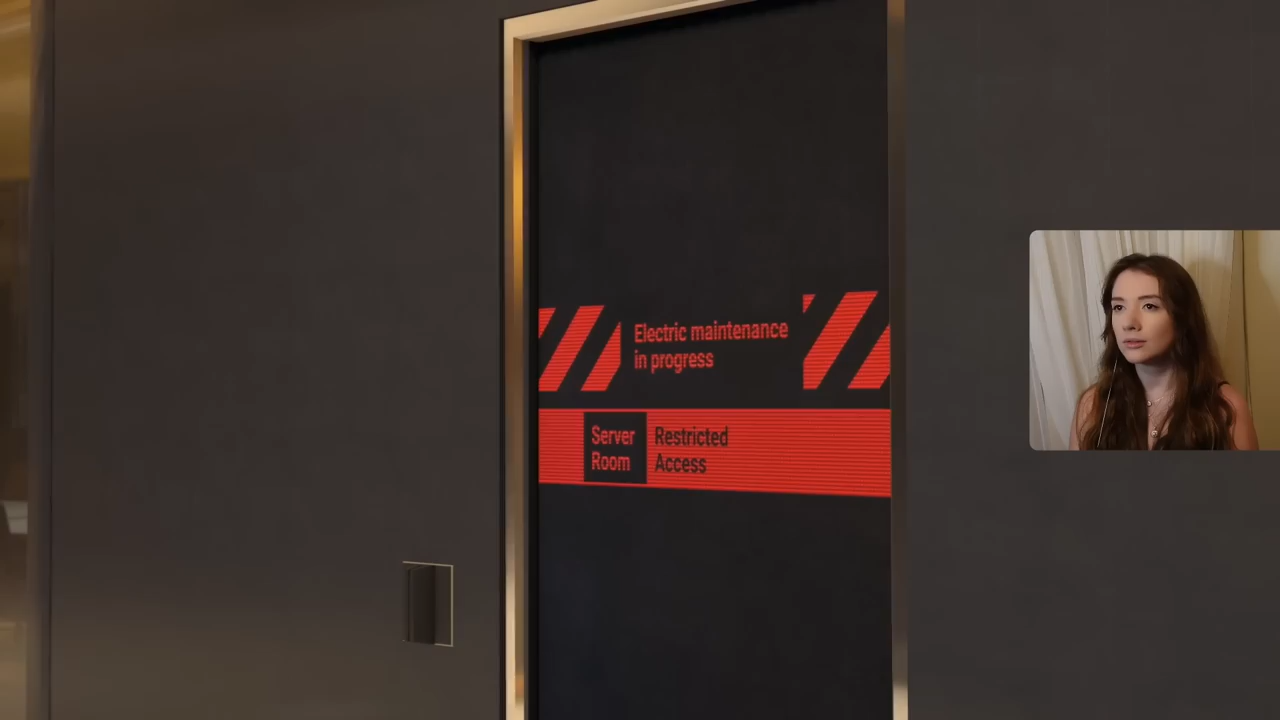 Electric maintenance
in progress
Server
Room
Restricted
Access